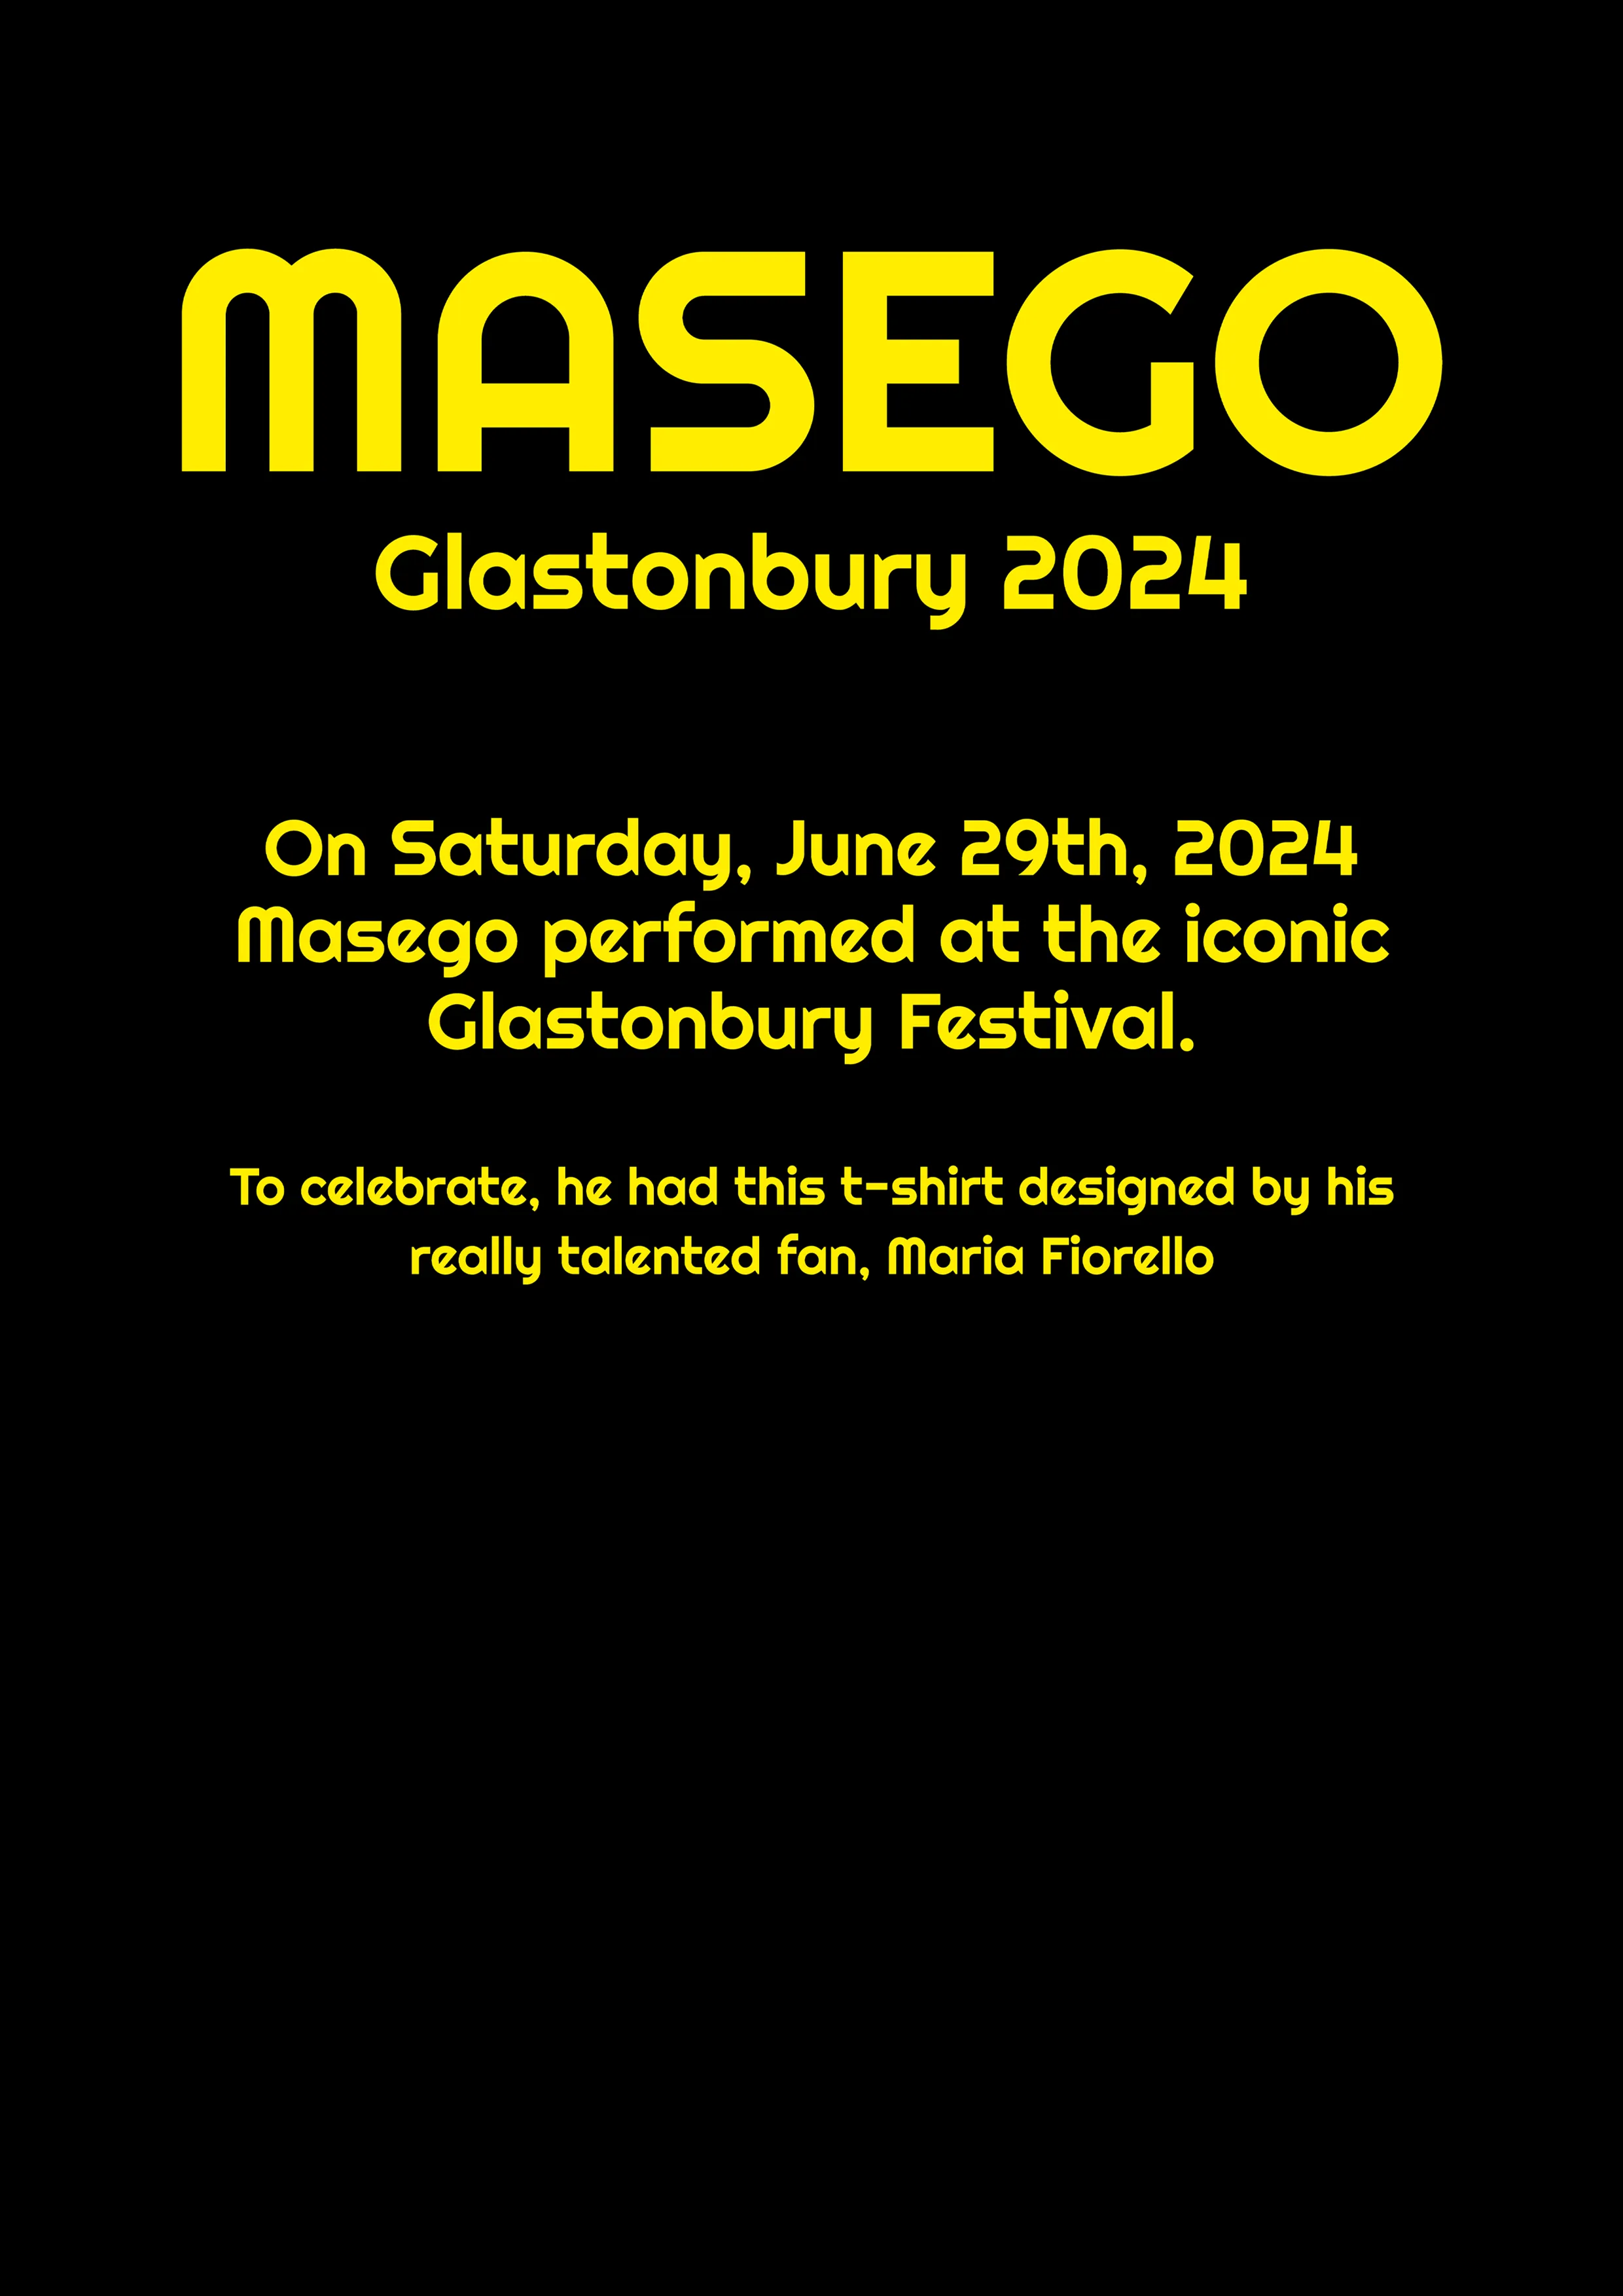 MASEGO
Glastonbury 2024
On Saturday, June 29th, 2024
Masego performed at the iconic
Glastonbury Festival.
To celebrate, he had this t-shirt designed by his
really talented fan, Maria Fiorello